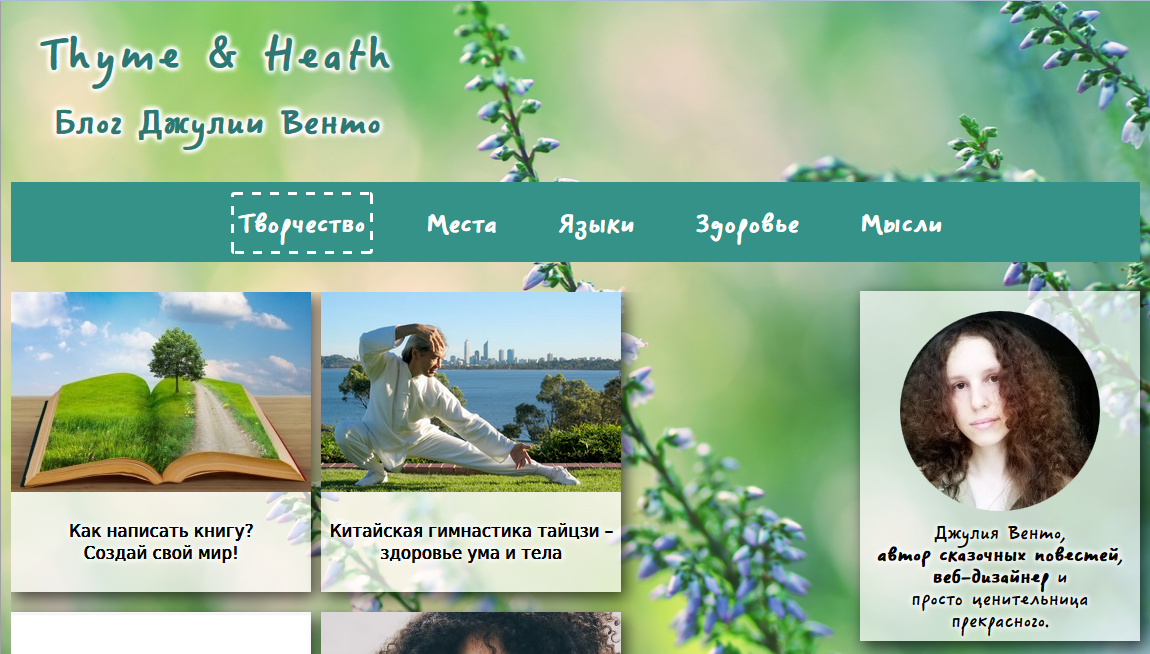 Thyme & Heath
Блог Джулии Венто
Творчество Места Языки Здоровье Мысли
Как написать книгу?
Создай свой мир!
Китайская гимнастика тайцзи –
здоровье ума и тела
Джулия Венто,
автор сказочных повестей,
веб-дизайнер и
просто ценительница
прекрасного.